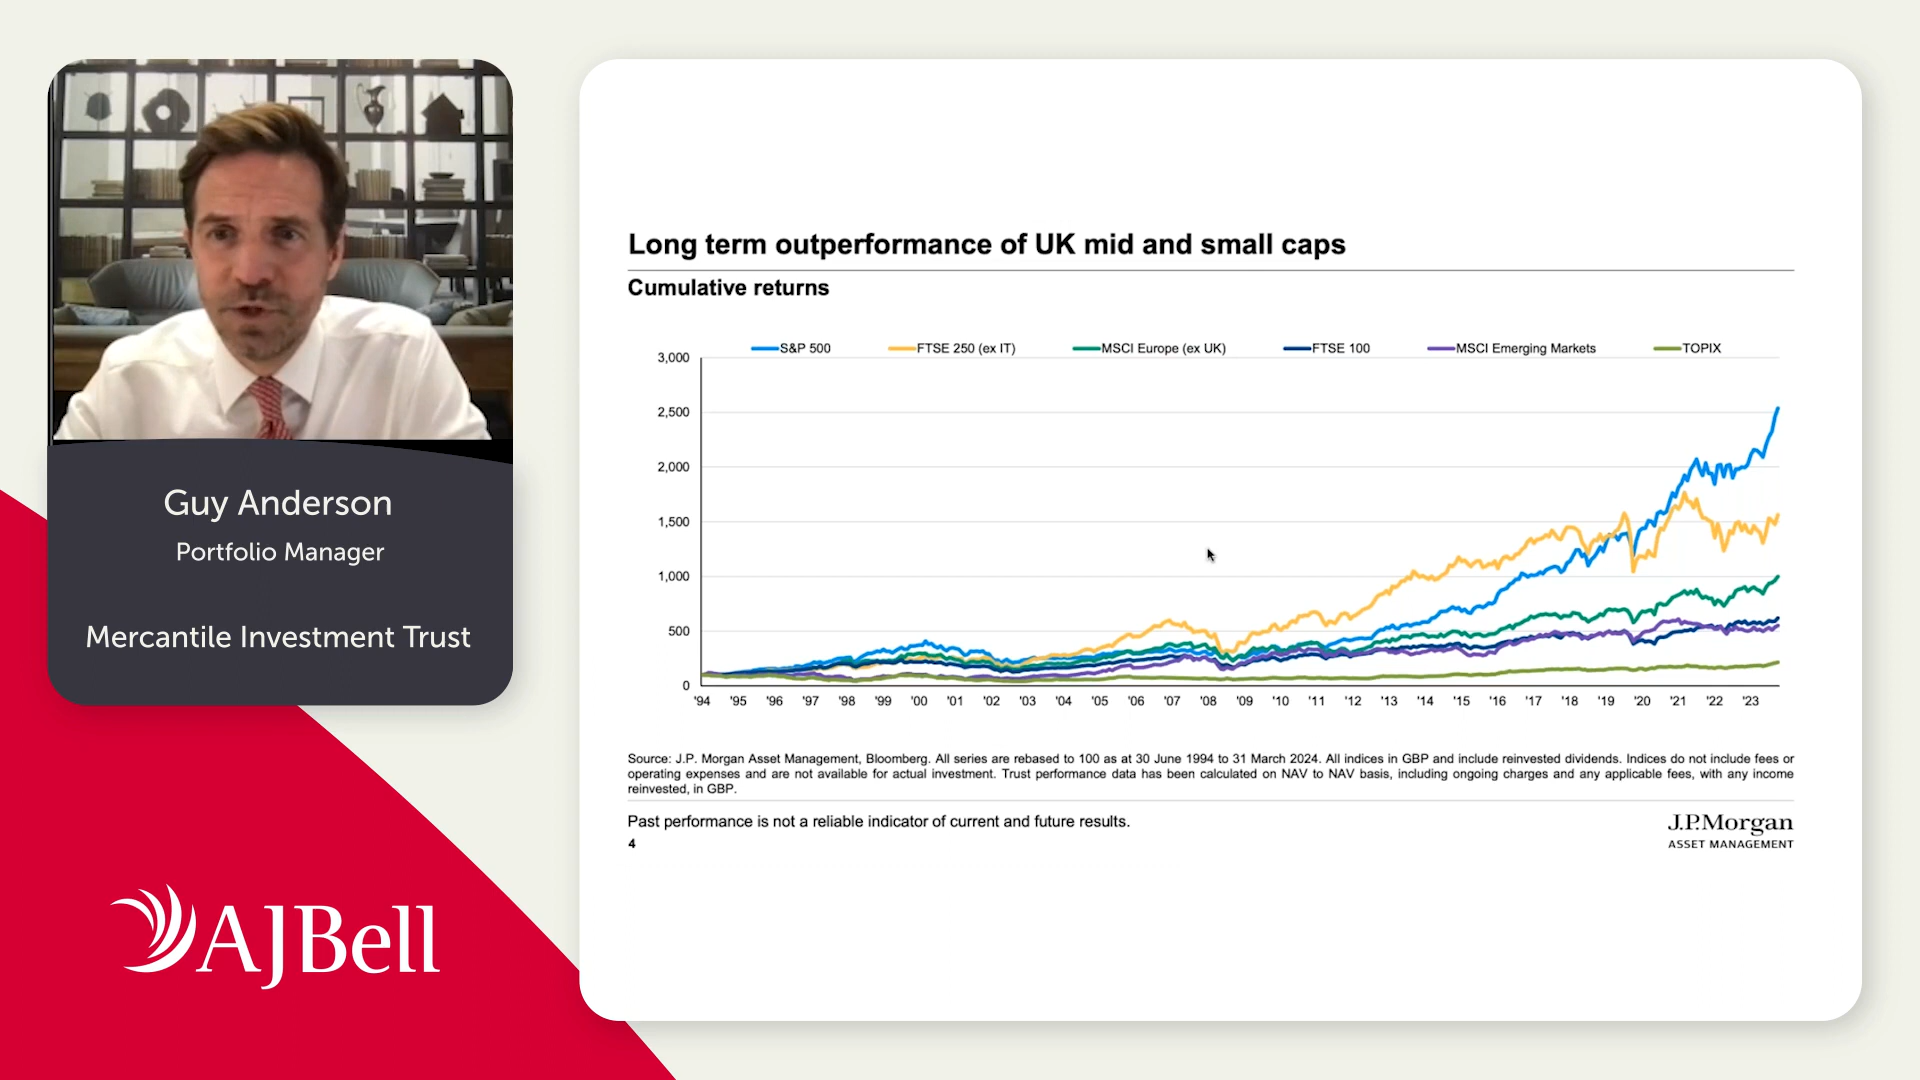 Guy Anderson
Portfolio Manager
Mercantile Investment Trust
AJBell
Long term outperformance of UK mid and small caps
Cumulative returns
S&P 500 FTSE 250 (ex IT) MSCI Europe (ex UK) FTSE 100 MSCI Emerging Markets TOPIX
3,000
2,500
2,000
1,500
1,000
500
0
'94 '95 '96 '97 '98 '99 '00 '01 '02 '03 '04 '05 '06 '07 '08 '09 '10 '11 '12 '13 '14 '15 '16 '17 '18 '19 '20 '21 '22 '23
Source: J.P. Morgan Asset Management, Bloomberg. All series are rebased to 100 as at 30 June 1994 to 31 March 2024. All indices in GBP and include reinvested dividends. Indices do not include fees or
operating expenses and are not available for actual investment. Trust performance data has been calculated on NAV to NAV basis, including ongoing charges and any applicable fees, with any income
reinvested, in GBP.
Past performance is not a reliable indicator of current and future results.
4
J.P.Morgan
ASSET MANAGEMENT